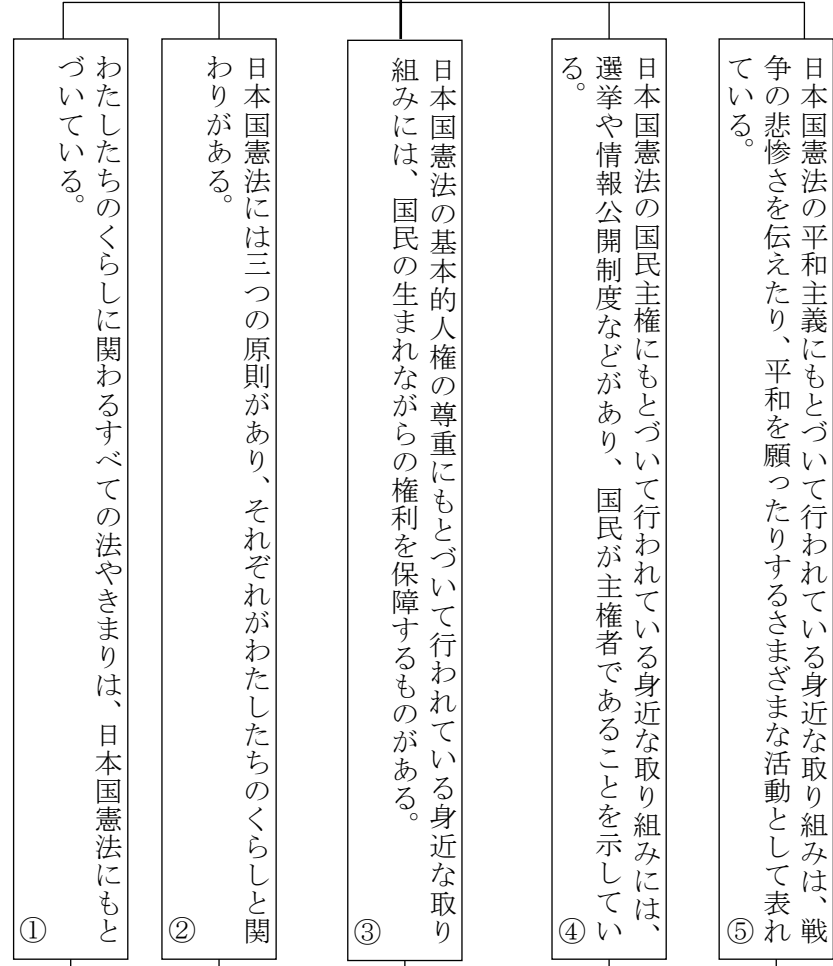 わたしたちのくらしに関わるすべての法やきまりは、日本国憲法にもと
づいている。
①
日本国憲法には三つの原則があり、それぞれがわたしたちのくらしと関
わりがある。
②
日本国憲法の基本的人権の尊重にもとづいて行われている身近な取り
組みには、国民の生まれながらの権利を保障するものがある。
③
日本国憲法の国民主権にもとづいて行われている身近な取り組みには、
選挙や情報公開制度などがあり、国民が主権者であることを示してい
る。
④
日本国憲法の平和主義にもとづいて行われている身近な取り組みは、戦
争の悲惨さを伝えたり、平和を願ったりするさまざまな活動として表れ
ている。
⑤